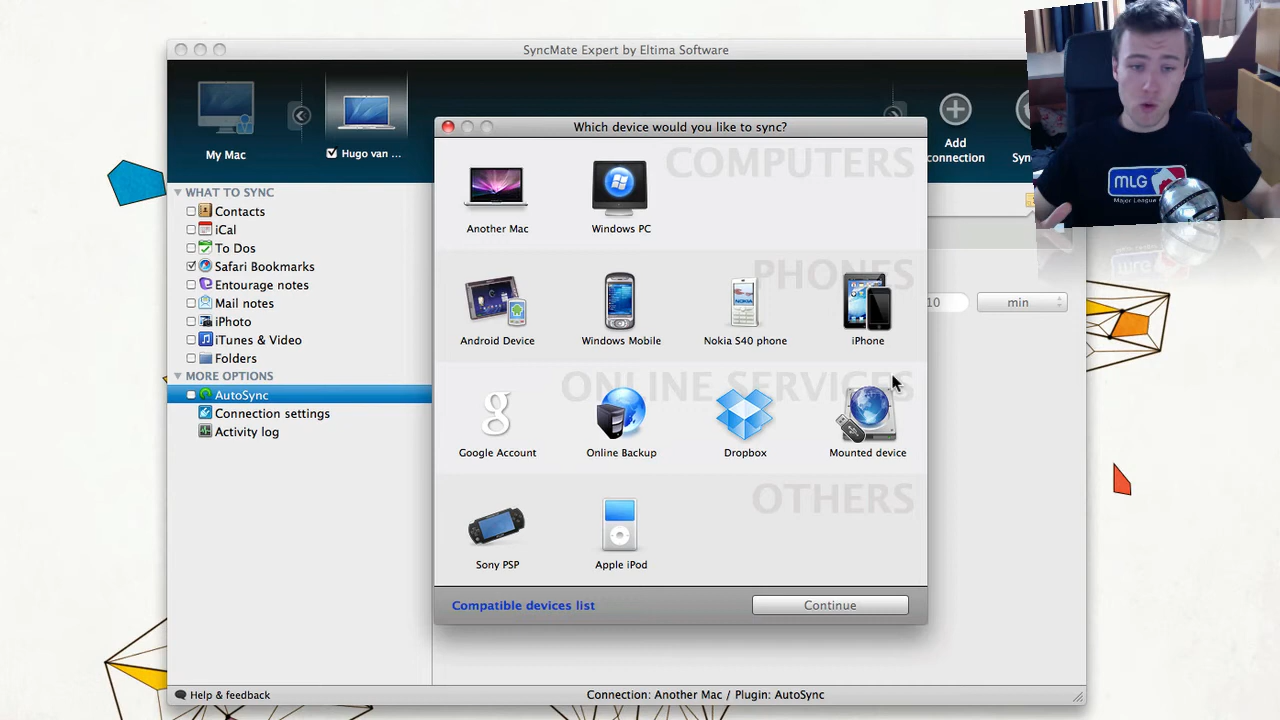 SyncMate Expert by Eltima Software
My Mac
Hugo van ...
Add
connection
Which device would you like to sync?
COMPUTERS
Another Mac
Windows PC
PHONES
Android Device
Windows Mobile
Nokia S40 phone
iPhone
ONLINE SERVICES
Google Account
Online Backup
Dropbox
Mounted device
OTHERS
Sony PSP
Apple iPod
Compatible devices list
Continue
WHAT TO SYNC
Contacts
iCal
To Dos
Safari Bookmarks
Entourage notes
Mail notes
iPhoto
iTunes & Video
Folders
MORE OPTIONS
AutoSync
Connection settings
Activity log
10
min
MLG
Major League
Help & feedback
Connection: Another Mac / Plugin: AutoSync